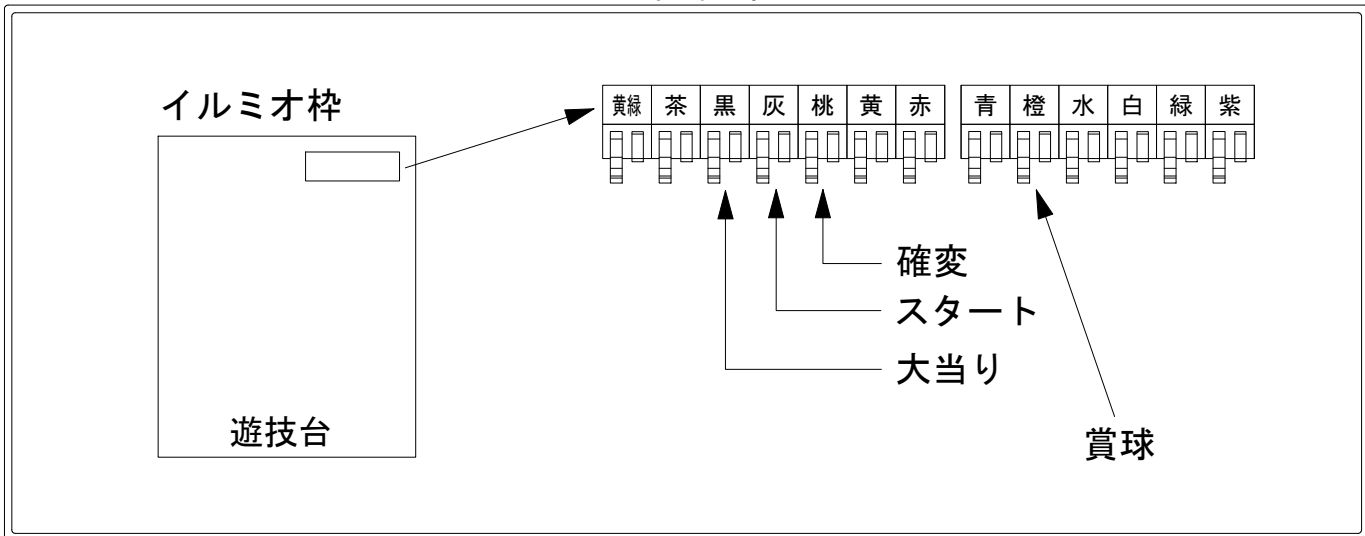 イルミオ枠
黄緑 茶 黒 灰 桃 黄 赤 青 橙 水 白 緑 紫
確変
スタート
大当り
遊技台
賞球